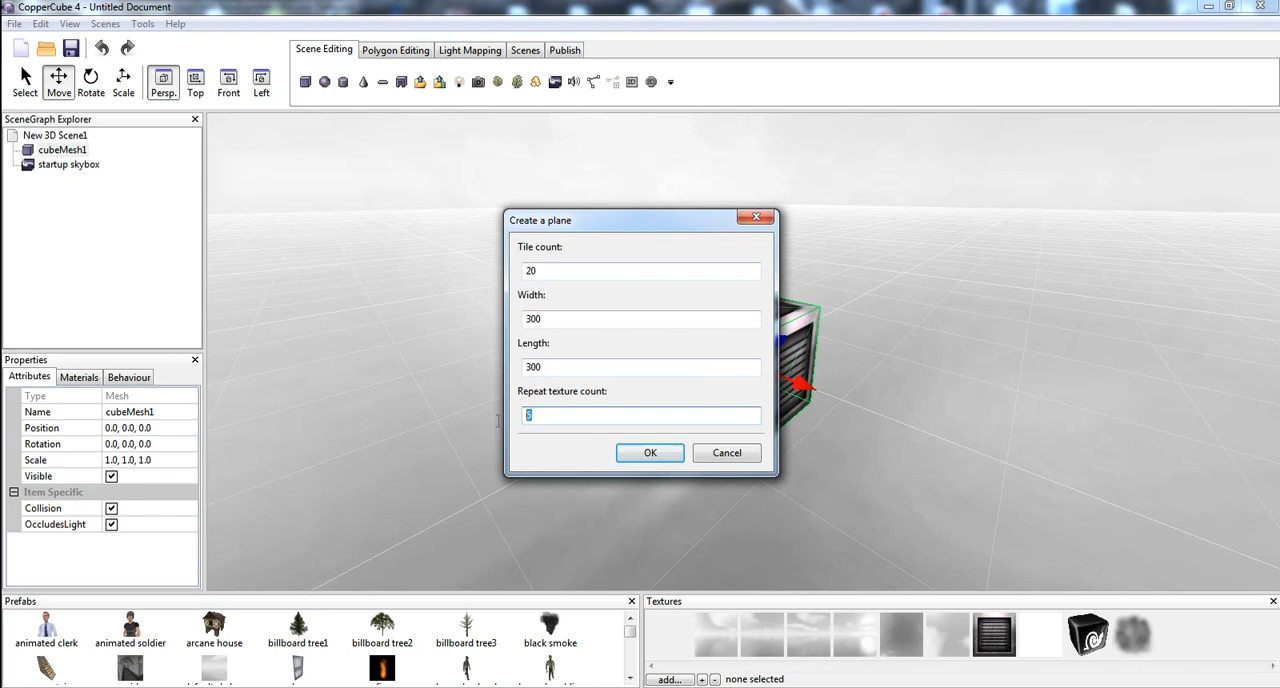 CopperCube 4 - Untitled Document
File Edit View Scenes Tools Help
Scene Editing Polygon Editing Light Mapping Scenes Publish
Select Move Rotate Scale Persp. Top Front Left
SceneGraph Explorer
New 3D Scene1
cubeMesh1
startup skybox
Create a plane
Tile count:
20
Width:
300
Length:
300
Repeat texture count:
5
OK Cancel
Properties
Attributes Materials Behaviour
Type Mesh
Name cubeMesh1
Position 0.0, 0.0, 0.0
Rotation 0.0, 0.0, 0.0
Scale 1.0, 1.0, 1.0
Visible
Item Specific
Collision
OccludesLight
Prefabs
animated clerk animated soldier arcane house billboard tree1 billboard tree2 billboard tree3 black smoke
Textures
add... + - none selected